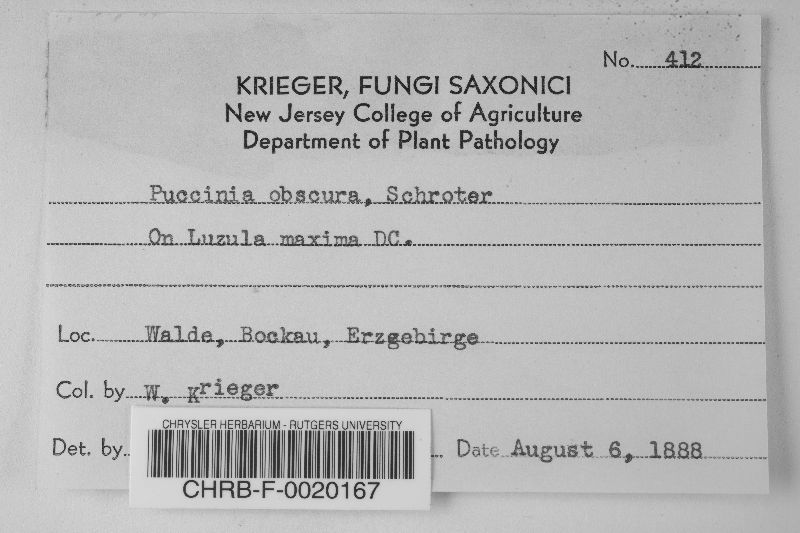 No. 412
KRIEGER, FUNGI SAXONICI
New Jersey College of Agriculture
Department of Plant Pathology
Puccinia obscura, Schroter
On Luzula maxima DC.
Loc. Walde, Bockau, Erzgebirge
Col. by W. Krieger
Det. by
Date August 6, 1888
CHRYSLER HERBARIUM - RUTGERS UNIVERSITY
CHRB-F-0020167